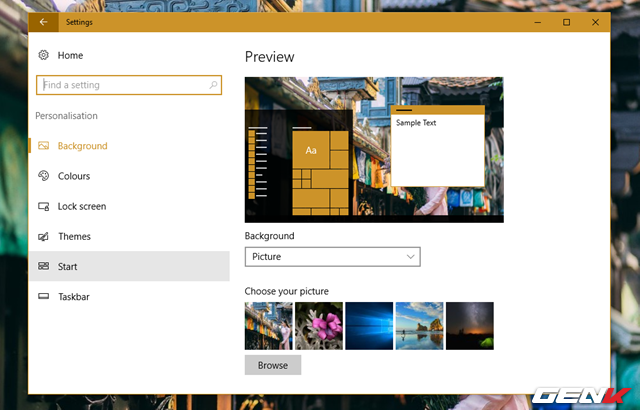 Settings
Home
Find a setting
Personalisation
Background
Colours
Lock screen
Themes
Start
Taskbar
Preview
Aa
Sample Text
Background
Picture
Choose your picture
Browse
GENK